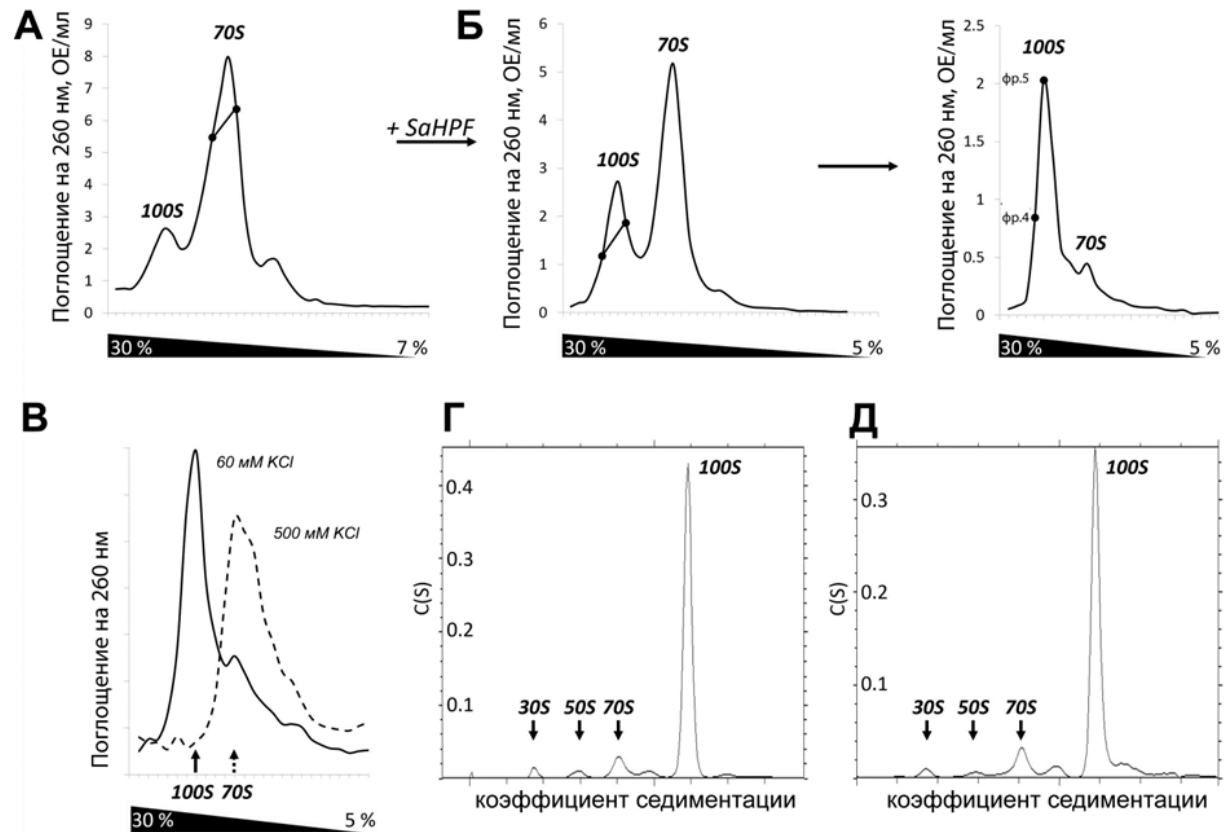 А
Поглощение на 260 нм, ОЕ/мл
9
8
7
6
5
4
3
2
1
0
100S
70S
30 %
7 %
+ SaHPF
Б
Поглощение на 260 нм, ОЕ/мл
6
5
4
3
2
1
0
100S
70S
30 %
5 %
Поглощение на 260 нм, ОЕ/мл
2.5
2
1.5
1
0.5
0
100S
фр.5
фр.4
70S
30 %
5 %
В
Поглощение на 260 нм
60 мМ KCl
500 мМ KCl
100S 70S
30 %
5 %
Г
C(S)
0.4
0.3
0.2
0.1
30S 50S 70S
100S
коэффициент седиментации
Д
C(S)
0.3
0.2
0.1
30S 50S 70S
100S
коэффициент седиментации